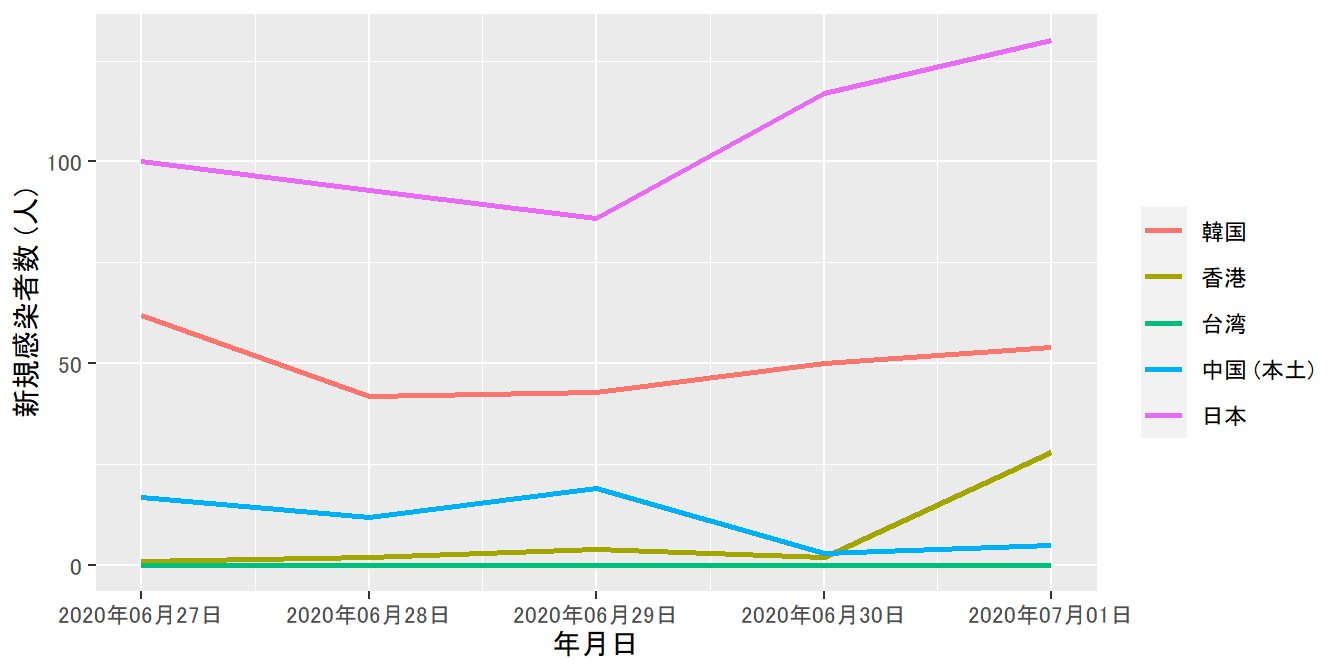 新規感染者数(人)
100
50
0
2020年06月27日
2020年06月28日
2020年06月29日
2020年06月30日
2020年07月01日
年月日
韓国
香港
台湾
中国(本土)
日本